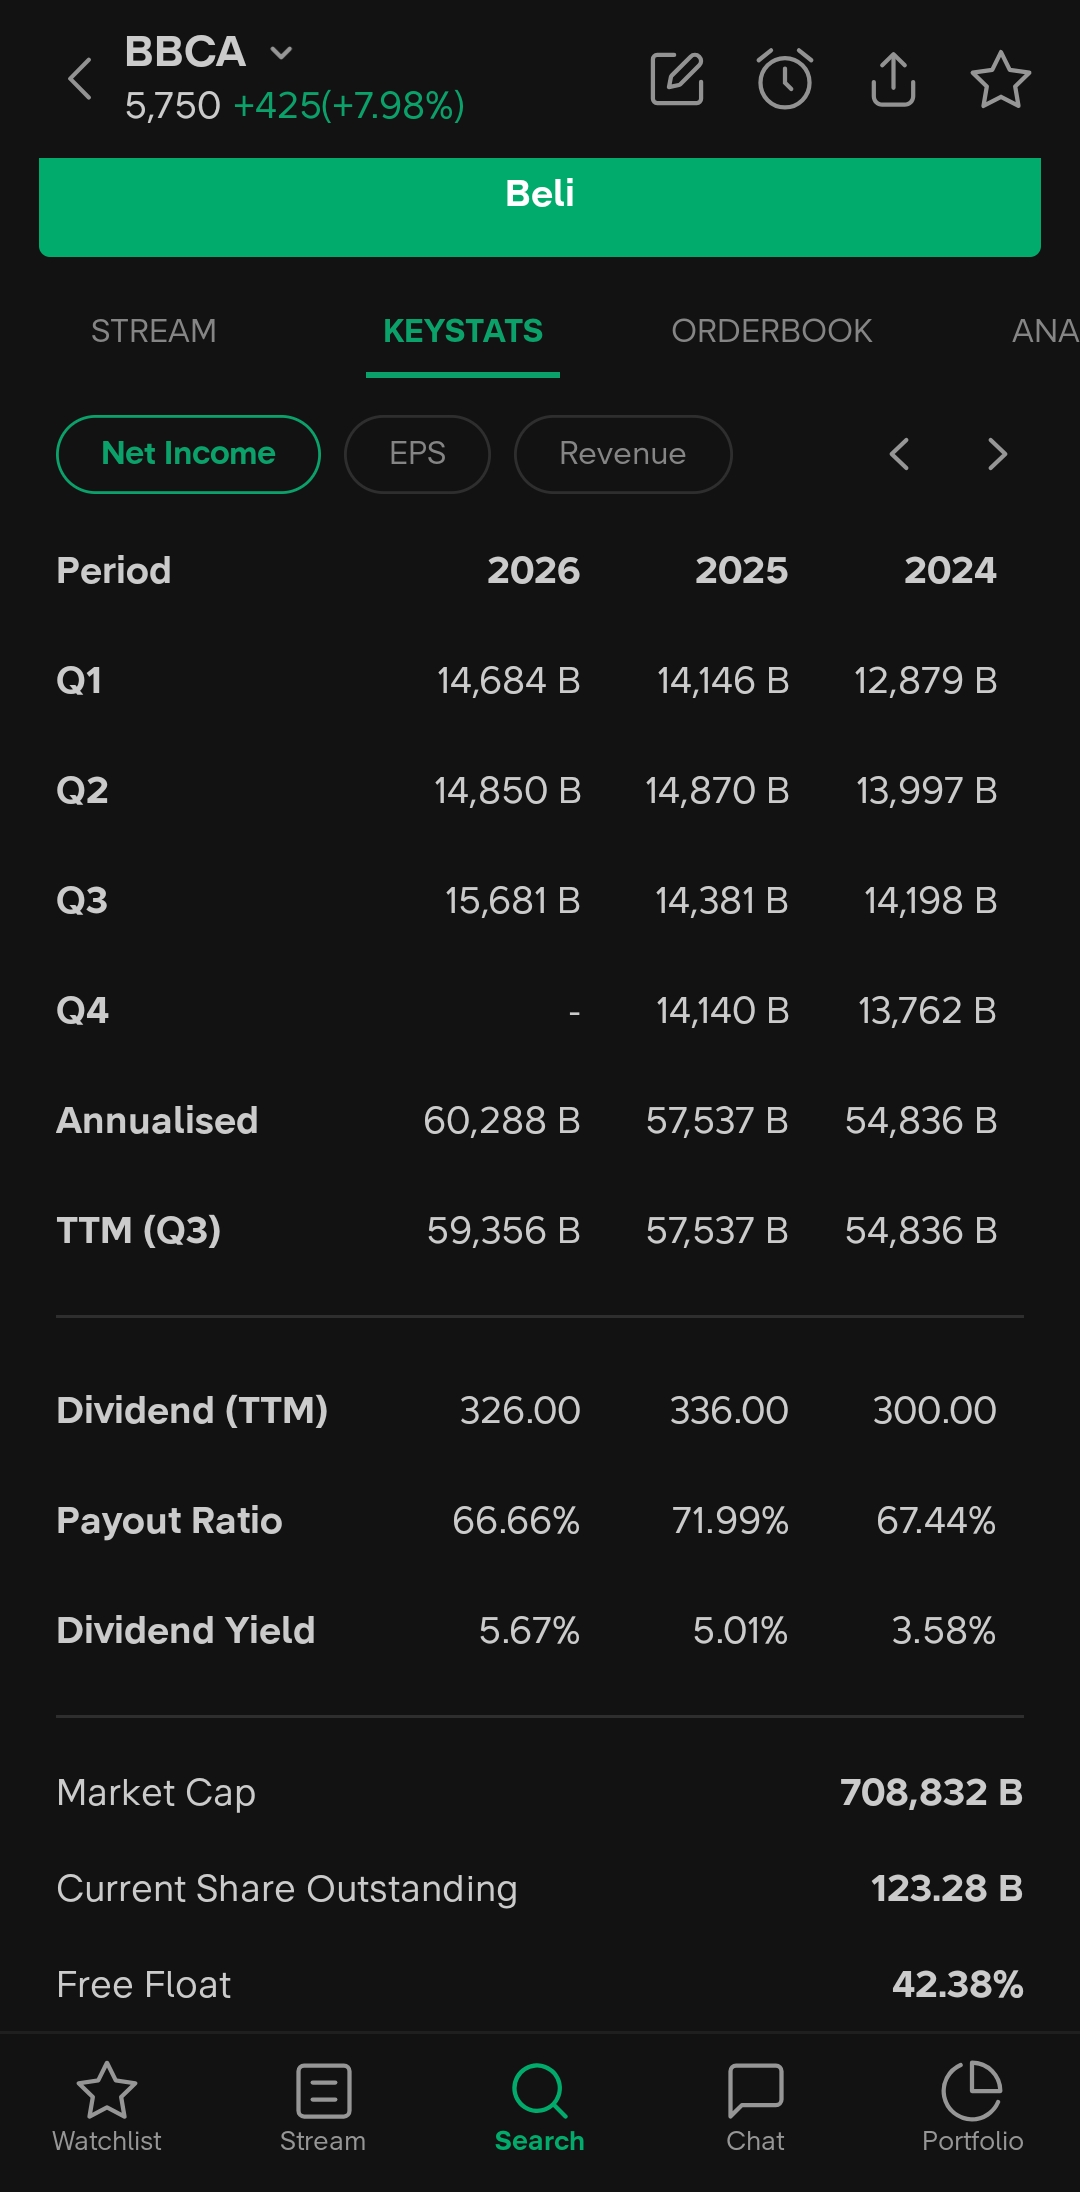 BBCA
5,750 +425(+7.98%)
Beli
STREAM KEYSTATS ORDERBOOK ANA
Net Income EPS Revenue
Period 2026 2025 2024
Q1 14,684 B 14,146 B 12,879 B
Q2 14,850 B 14,870 B 13,997 B
Q3 15,681 B 14,381 B 14,198 B
Q4 - 14,140 B 13,762 B
Annualised 60,288 B 57,537 B 54,836 B
TTM (Q3) 59,356 B 57,537 B 54,836 B
Dividend (TTM) 326.00 336.00 300.00
Payout Ratio 66.66% 71.99% 67.44%
Dividend Yield 5.67% 5.01% 3.58%
Market Cap 708,832 B
Current Share Outstanding 123.28 B
Free Float 42.38%
Watchlist Stream Search Chat Portfolio